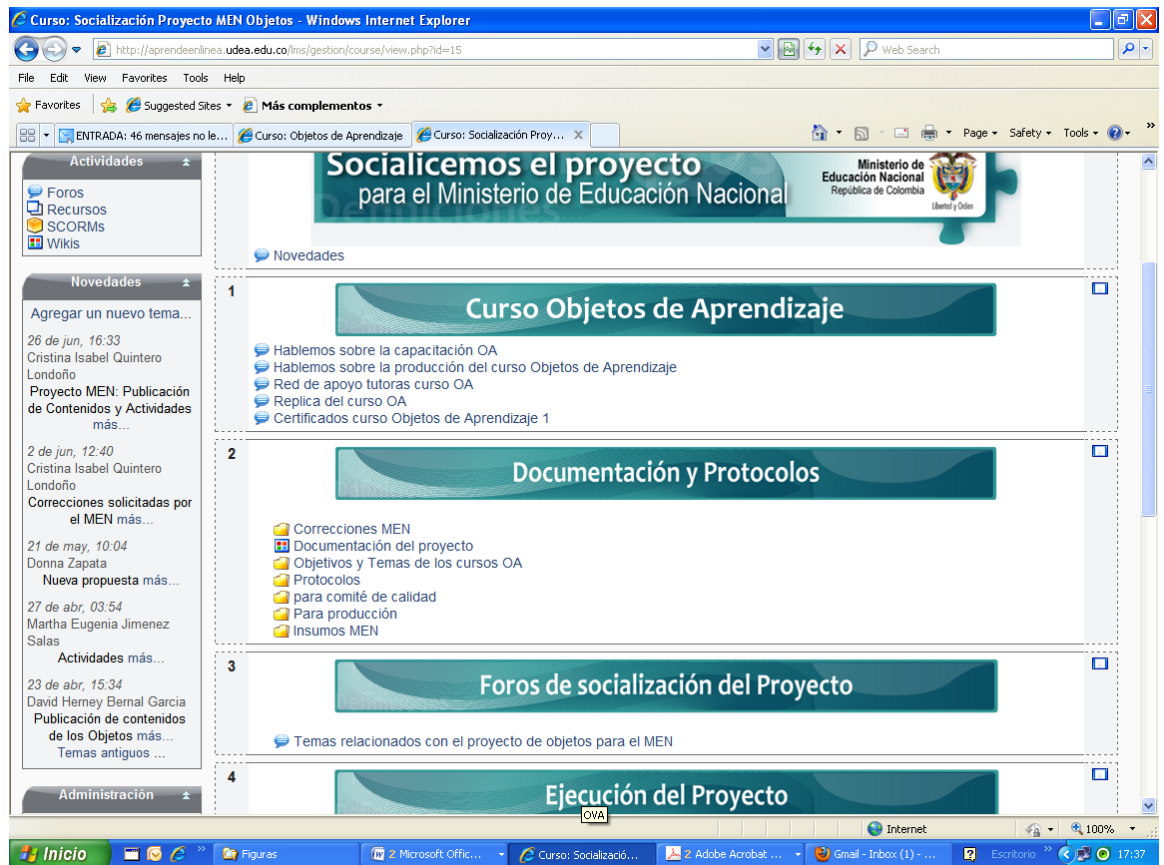 Curso: Socialización Proyecto MEN Objetos - Windows Internet Explorer
http://aprendeenlinea.udea.edu.co/lms/gestion/course/view.php?id=15
Web Search
File Edit View Favorites Tools Help
Favorites Suggested Sites Más complementos
ENTRADA: 46 mensajes no le... Curso: Objetos de Aprendizaje Curso: Socialización Proy... X Page Safety Tools »
Actividades
Foros
Recursos
SCORMs
Wikis
Novedades
Agregar un nuevo tema...
26 de jun, 16:33
Cristina Isabel Quintero
Londoño
Proyecto MEN: Publicación
de Contenidos y Actividades
más...
2 de jun, 12:40
Cristina Isabel Quintero
Londoño
Correcciones solicitadas por
el MEN más...
21 de may, 10:04
Donna Zapata
Nueva propuesta más...
27 de abr, 03:54
Martha Eugenia Jimenez
Salas
Actividades más...
23 de abr, 15:34
David Herney Bernal Garcia
Publicación de contenidos
de los Objetos más...
Temas antiguos ...
Administración
Socialicemos el proyecto
para el Ministerio de Educación Nacional
Definiciones
Ministerio de
Educación Nacional
República de Colombia
Libertad y Orden
Novedades
1
Curso Objetos de Aprendizaje
Hablemos sobre la capacitación OA
Hablemos sobre la producción del curso Objetos de Aprendizaje
Red de apoyo tutoras curso OA
Replica del curso OA
Certificados curso Objetos de Aprendizaje 1
2
Documentación y Protocolos
Correcciones MEN
Documentación del proyecto
Objetivos y Temas de los cursos OA
Protocolos
para comité de calidad
Para producción
Insumos MEN
3
Foros de socialización del Proyecto
Temas relacionados con el proyecto de objetos para el MEN
4
Ejecución del Proyecto
OVA
Internet 100%
Inicio » Figuras 2 Microsoft Offic... Curso: Socializació... 2 Adobe Acrobat ... Gmail - Inbox (1) - ... Escritorio » 17:37